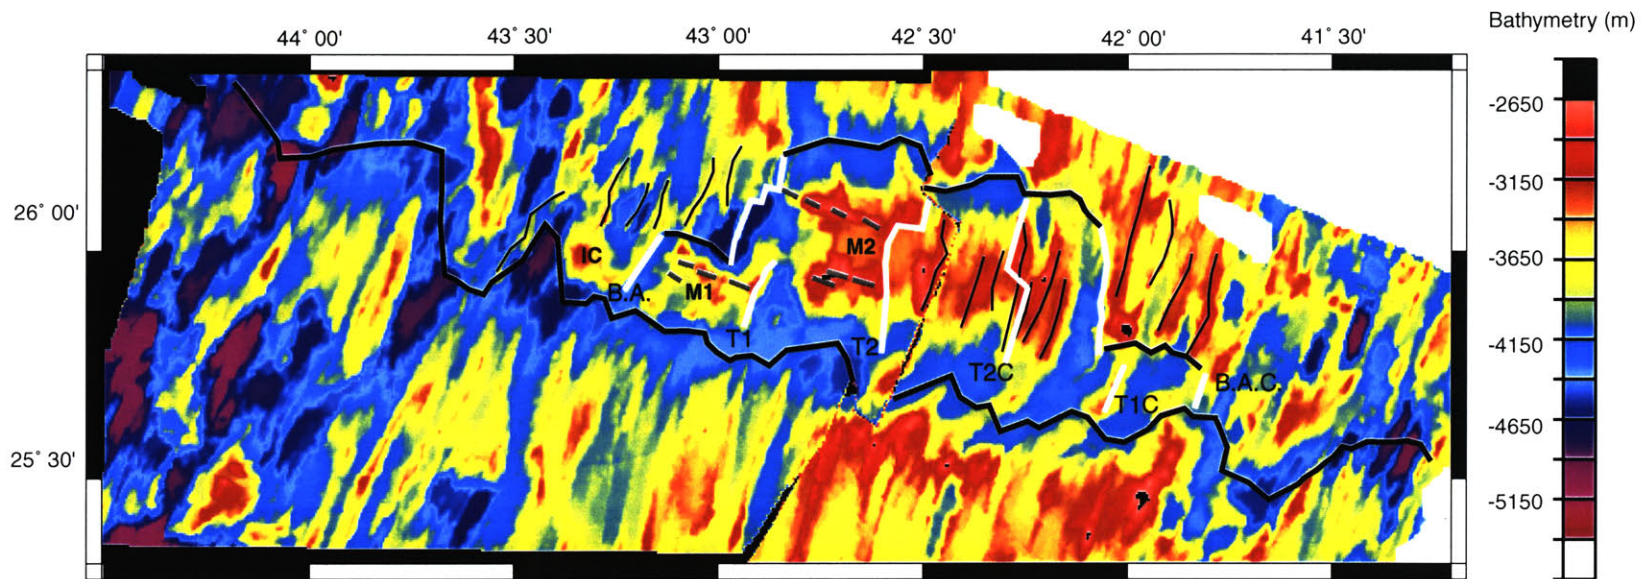 Bathymetry (m)
44° 00' 43° 30' 43° 00' 42° 30' 42° 00' 41° 30'
-2650
-3150
26° 00'
M2
IC
-3650
B.A. M1
T1 T2
-4150
T2C B.A.C.
T1C
-4650
25° 30'
-5150